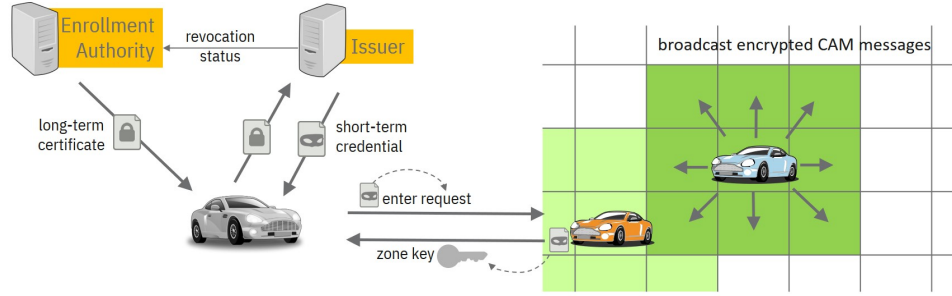 Enrollment
Authority
revocation
status
Issuer
broadcast encrypted CAM messages
long-term
certificate
short-term
credential
enter request
zone key